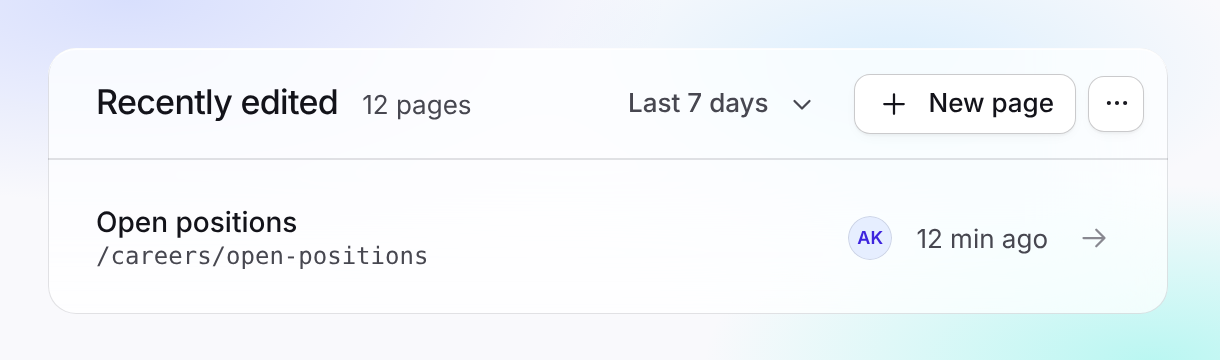 Recently edited 12 pages Last 7 days New page
Open positions
/careers/open-positions
AK 12 min ago